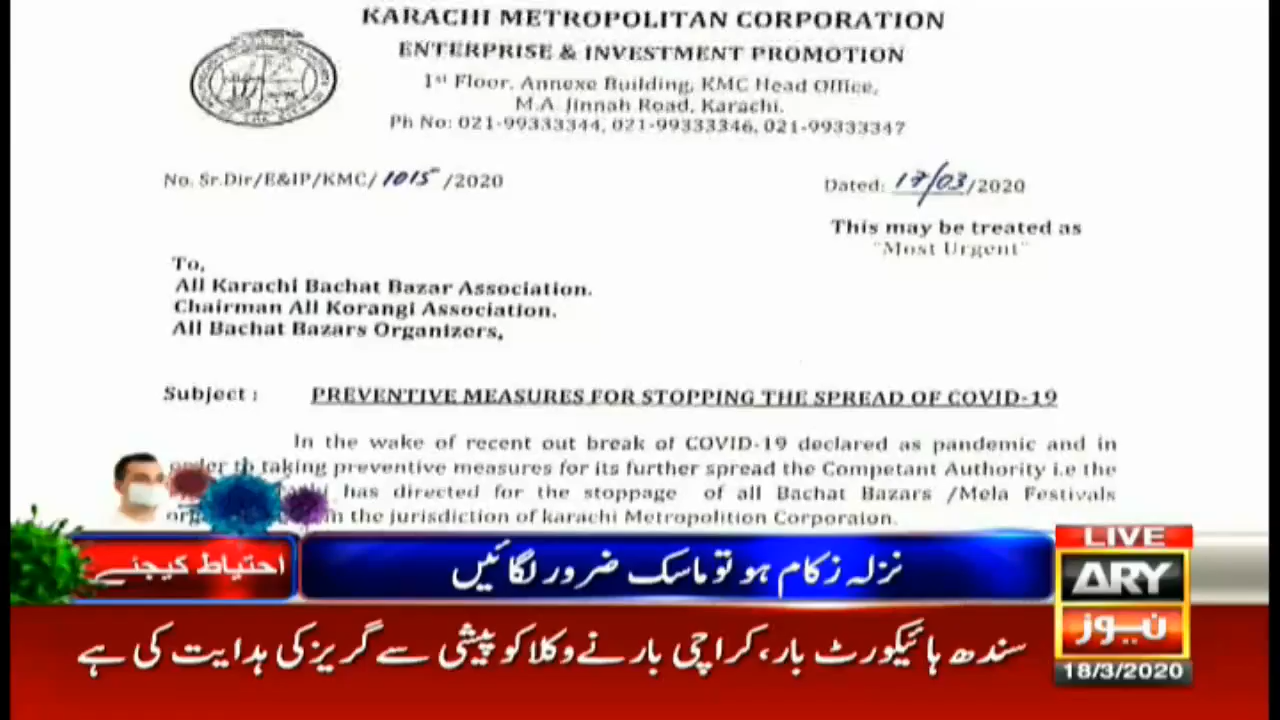 KARACHI METROPOLITAN CORPORATION
ENTERPRISE & INVESTMENT PROMOTION
1st Floor, Annexe Building, KMC Head Office,
M.A. Jinnah Road, Karachi.
Ph No: 021-99333344, 021-99333346, 021-99333347
No. Sr.Dir/E&IP/KMC/1015/2020
Dated: 17/03/2020
This may be treated as
"Most Urgent"
To,
All Karachi Bachat Bazar Association.
Chairman All Korangi Association.
All Bachat Bazars Organizers,
Subject : PREVENTIVE MEASURES FOR STOPPING THE SPREAD OF COVID-19
In the wake of recent out break of COVID-19 declared as pandemic and in
order to taking preventive measures for its further spread the Competant Authority i.e the
has directed for the stoppage of all Bachat Bazars /Mela Festivals
the jurisdiction of karachi Metropolition Corporaion.
احتیاط کیجئے
نزلہ زکام ہو تو ماسک ضرور لگائیں
LIVE
ARY
نیوز
18/3/2020
سندھ ہائیکورٹ بار، کراچی بار نے وکلا کو پیشی سے گریز کی ہدایت کی ہے